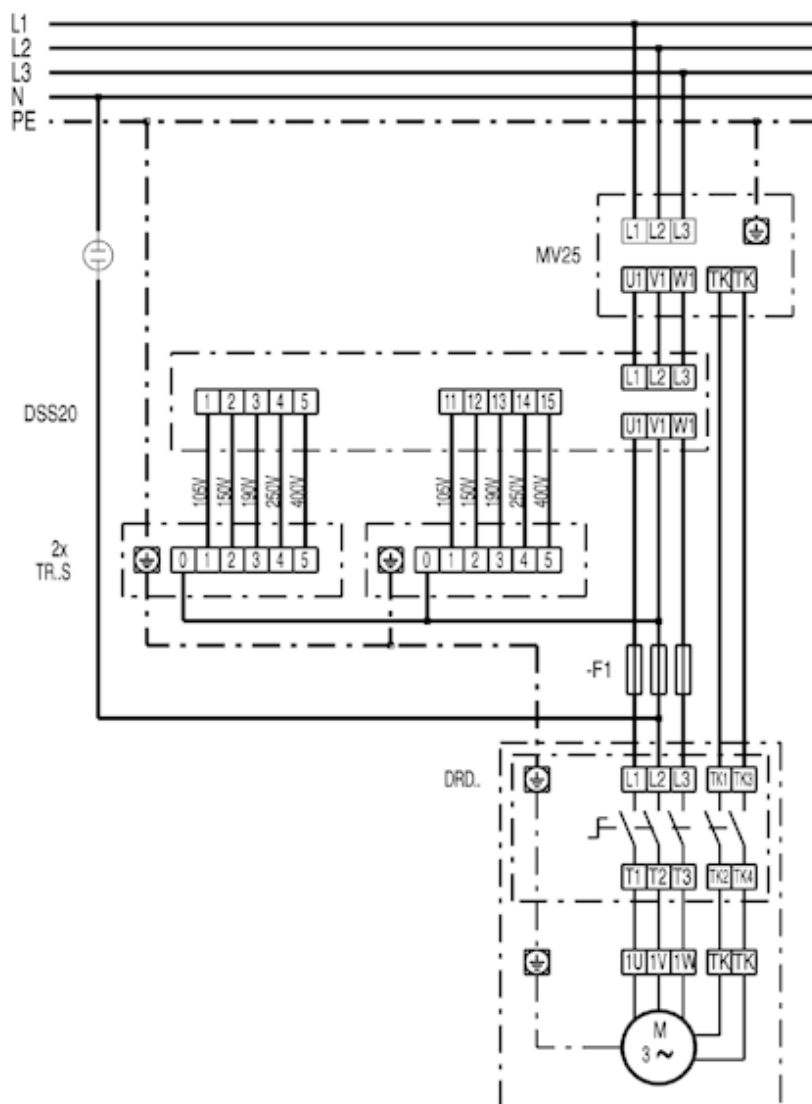 L1
L2
L3
N
PE
L1 L2 L3
MV25
U1 V1 W1 TK TK
L1 L2 L3
1 2 3 4 5
11 12 13 14 15
DSS20
U1 V1 W1
105V 150V 190V 250V 400V
105V 150V 190V 250V 400V
2x
TR..S
0 1 2 3 4 5
0 1 2 3 4 5
-F1
DRD..
L1 L2 L3 TK1 TK3
T1 T2 T3 TK2 TK4
1U 1V 1W TK TK
M
3 ~